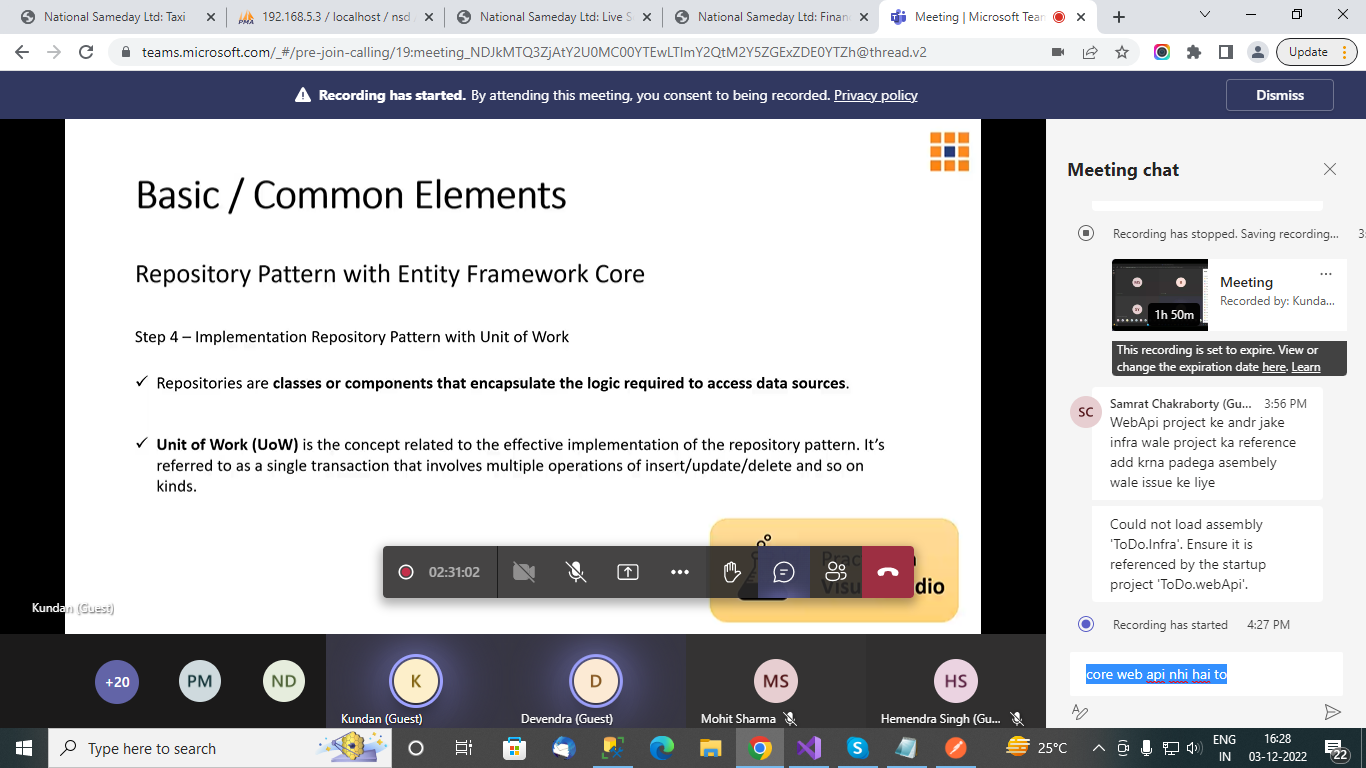 National Sameday Ltd: Taxi
192.168.5.3 / localhost / nsd
National Sameday Ltd: Live S
National Sameday Ltd: Finan
Meeting | Microsoft Tea
teams.microsoft.com/_#/pre-join-calling/19:meeting_NDJkMTQ3ZjAtY2U0MC00YTEwLTlmY2QtM2Y5ZGExZDE0YTZh@thread.v2
Update
Recording has started. By attending this meeting, you consent to being recorded. Privacy policy
Dismiss
Basic / Common Elements
Repository Pattern with Entity Framework Core
Step 4 – Implementation Repository Pattern with Unit of Work
✓ Repositories are classes or components that encapsulate the logic required to access data sources.
✓ Unit of Work (UoW) is the concept related to the effective implementation of the repository pattern. It's
referred to as a single transaction that involves multiple operations of insert/update/delete and so on
kinds.
02:31:02
Kundan (Guest)
+20
PM
ND
K
Kundan (Guest)
D
Devendra (Guest)
MS
Mohit Sharma
HS
Hemendra Singh (Gu...
Meeting chat
Recording has stopped. Saving recording...
Meeting
Recorded by: Kunda...
1h 50m
This recording is set to expire. View or
change the expiration date here. Learn
SC
Samrat Chakraborty (Gu... 3:56 PM
WebApi project ke andr jake
infra wale project ka reference
add krna padega asembely
wale issue ke liye
Could not load assembly
'ToDo.Infra'. Ensure it is
referenced by the startup
project 'ToDo.webApi'.
Recording has started 4:27 PM
core web api nhi hai to
Type here to search
25°C
ENG
IN
16:28
03-12-2022
22